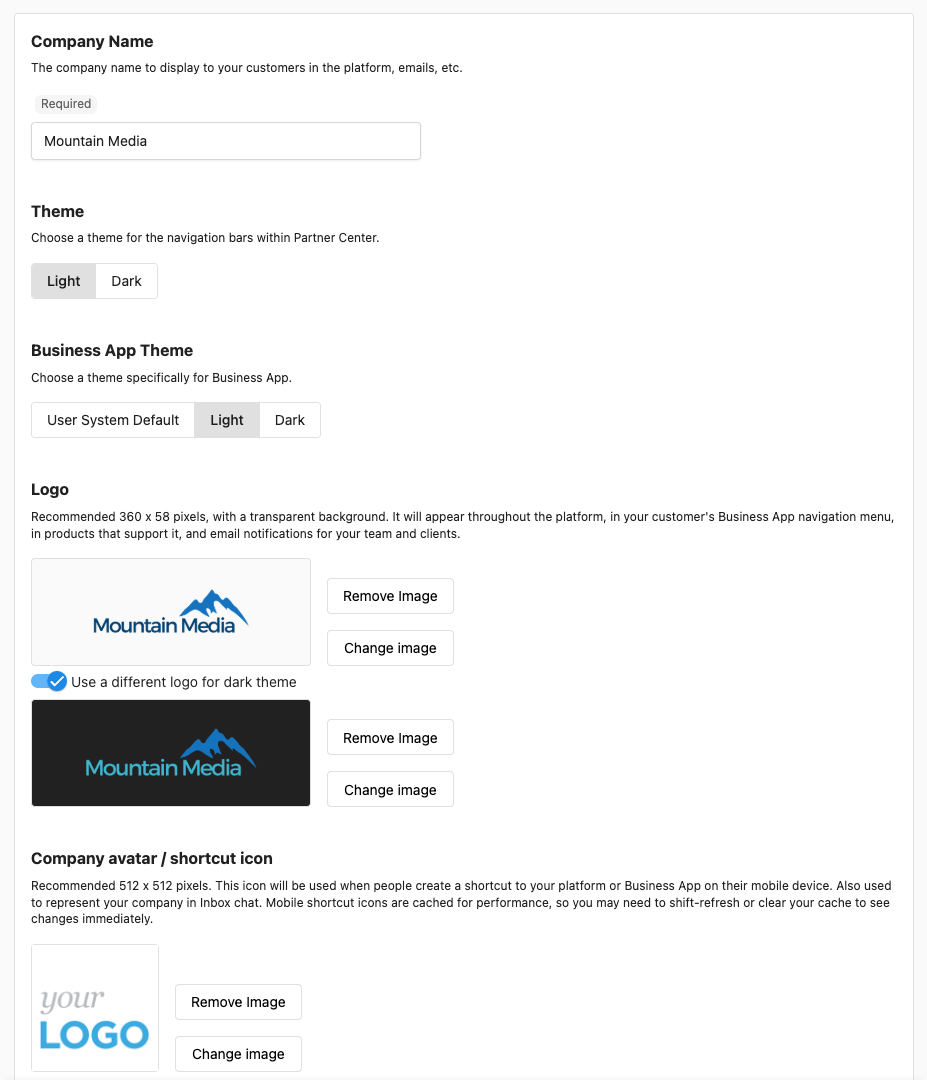 Company Name
The company name to display to your customers in the platform, emails, etc.
Required
Mountain Media
Theme
Choose a theme for the navigation bars within Partner Center.
Light Dark
Business App Theme
Choose a theme specifically for Business App.
User System Default Light Dark
Logo
Recommended 360 x 58 pixels, with a transparent background. It will appear throughout the platform, in your customer's Business App navigation menu,
in products that support it, and email notifications for your team and clients.
Remove Image
Mountain Media
Change image
Use a different logo for dark theme
Remove Image
Mountain Media
Change image
Company avatar / shortcut icon
Recommended 512 x 512 pixels. This icon will be used when people create a shortcut to your platform or Business App on their mobile device. Also used
to represent your company in Inbox chat. Mobile shortcut icons are cached for performance, so you may need to shift-refresh or clear your cache to see
changes immediately.
your
LOGO
Remove Image
Change image